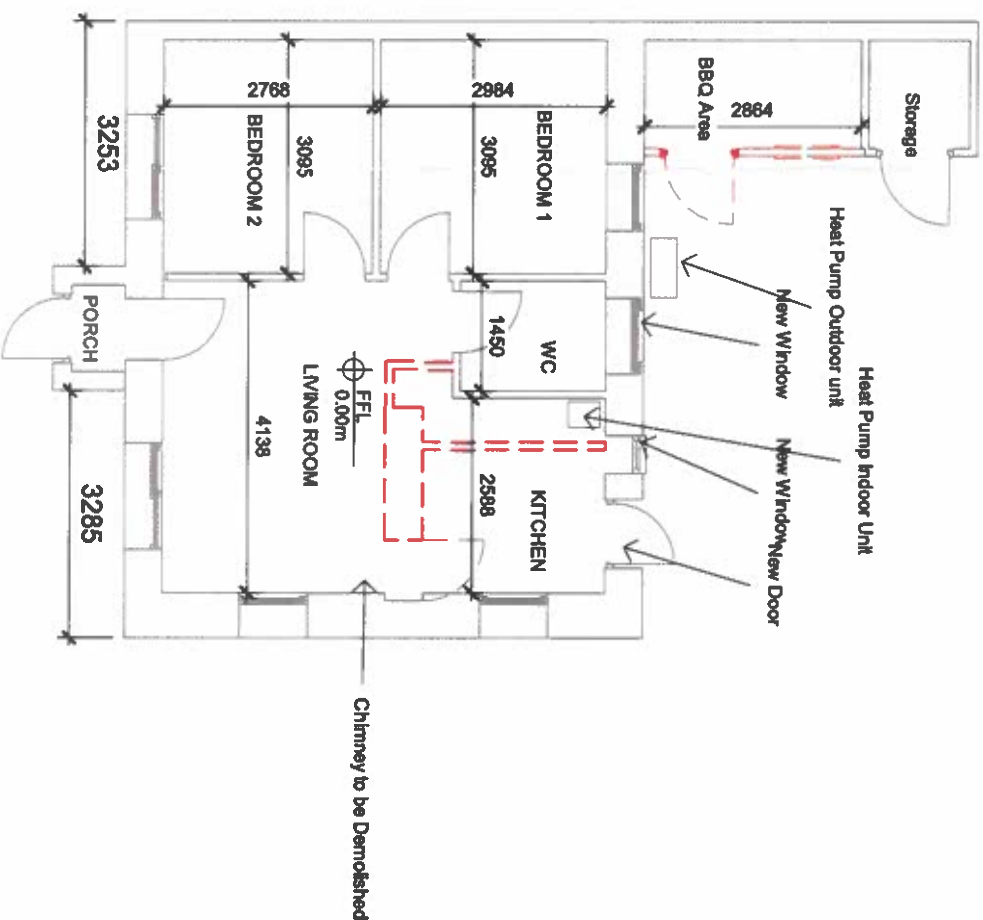 Storage
BBQ Area
2864
Heat Pump Outdoor unit
New Window
Heat Pump Indoor Unit
New Window
New Door
2984
3095
BEDROOM 1
2768
3095
BEDROOM 2
WC
1450
KITCHEN
2588
FFL
0.00m
LIVING ROOM
4138
PORCH
3253
3285
Chimney to be Demolished